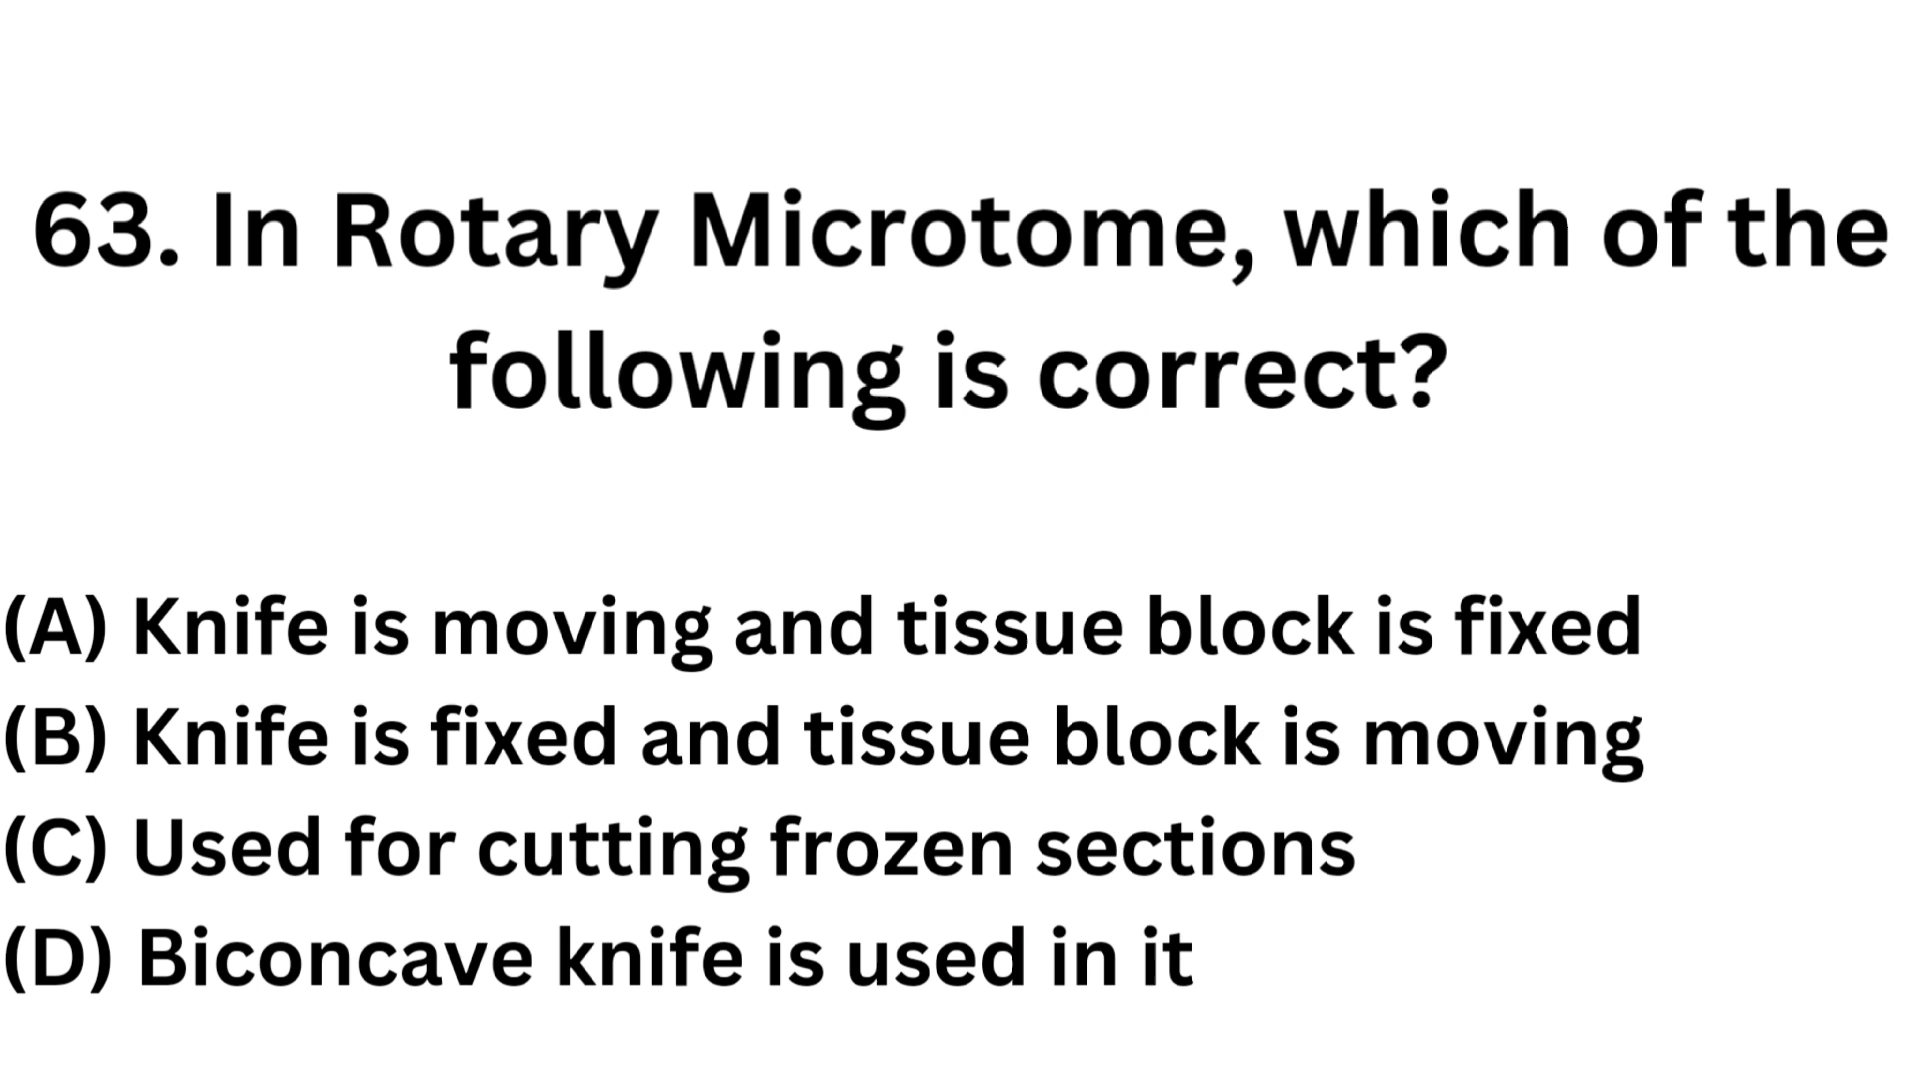 63. In Rotary Microtome, which of the
following is correct?
(A) Knife is moving and tissue block is fixed
(B) Knife is fixed and tissue block is moving
(C) Used for cutting frozen sections
(D) Biconcave knife is used in it